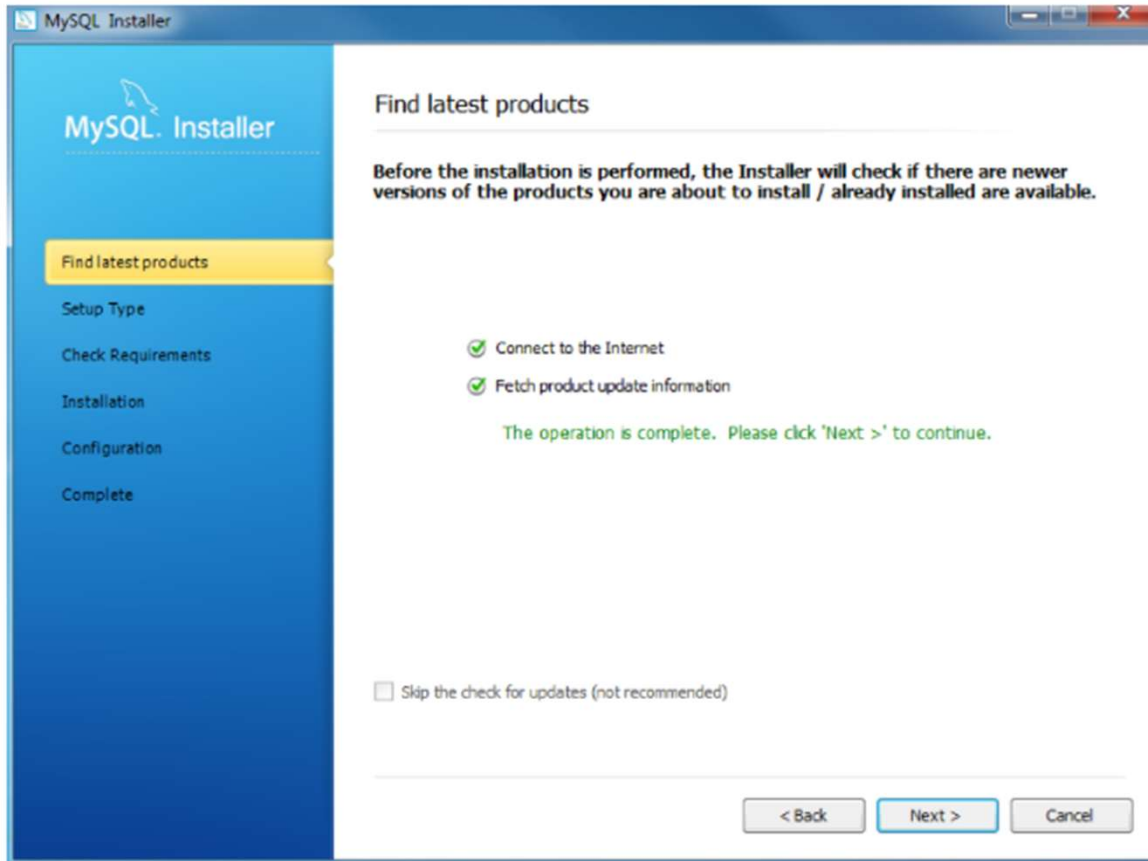 MySQL Installer
MySQL. Installer
Find latest products
Setup Type
Check Requirements
Installation
Configuration
Complete
Find latest products
Before the installation is performed, the Installer will check if there are newer
versions of the products you are about to install / already installed are available.
Connect to the Internet
Fetch product update information
The operation is complete. Please click 'Next >' to continue.
Skip the check for updates (not recommended)
< Back
Next >
Cancel